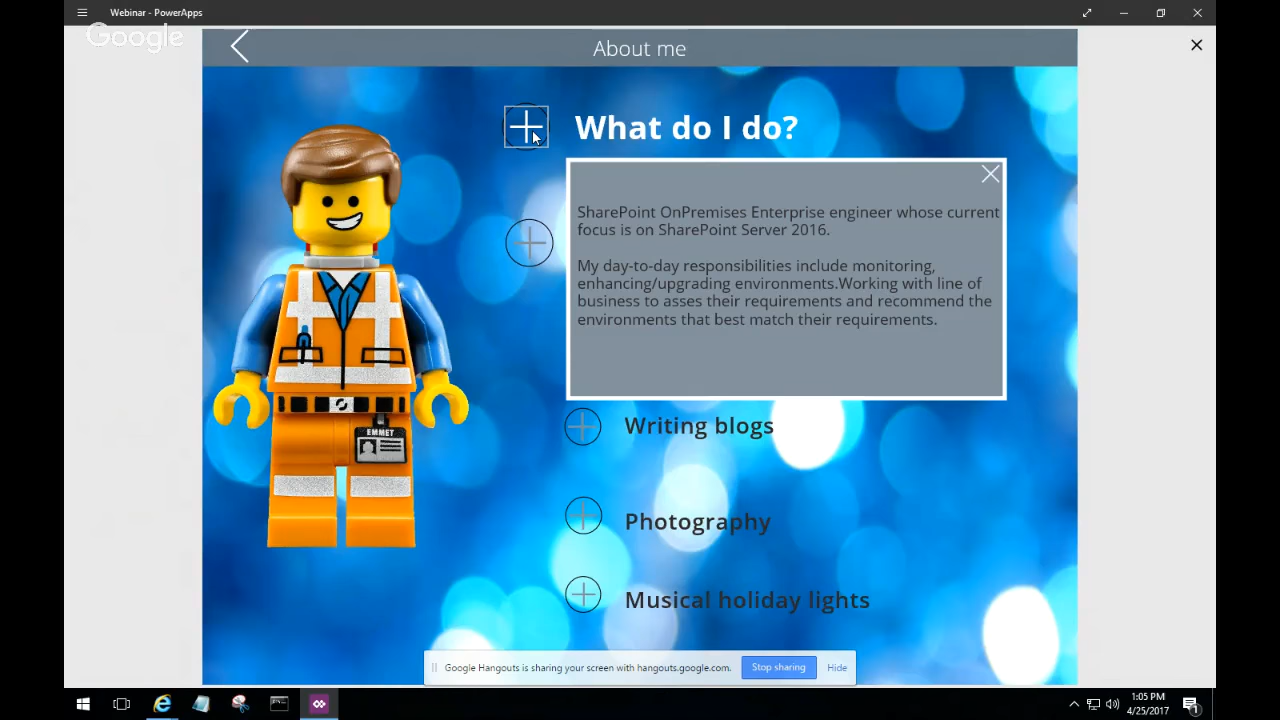 Webinar - PowerApps
Google
About me
What do I do?
SharePoint OnPremises Enterprise engineer whose current
focus is on SharePoint Server 2016.
My day-to-day responsibilities include monitoring,
enhancing/upgrading environments.Working with line of
business to asses their requirements and recommend the
environments that best match their requirements.
EMMET
Writing blogs
Photography
Musical holiday lights
Google Hangouts is sharing your screen with hangouts.google.com.
Stop sharing
Hide
1:05 PM
4/25/2017
1